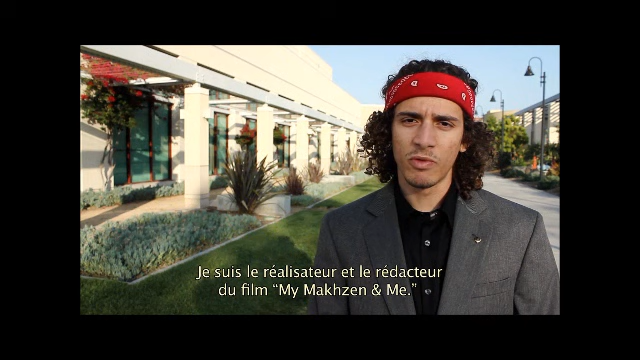 Je suis le réalisateur et le rédacteur
du film “My Makhzen & Me.”